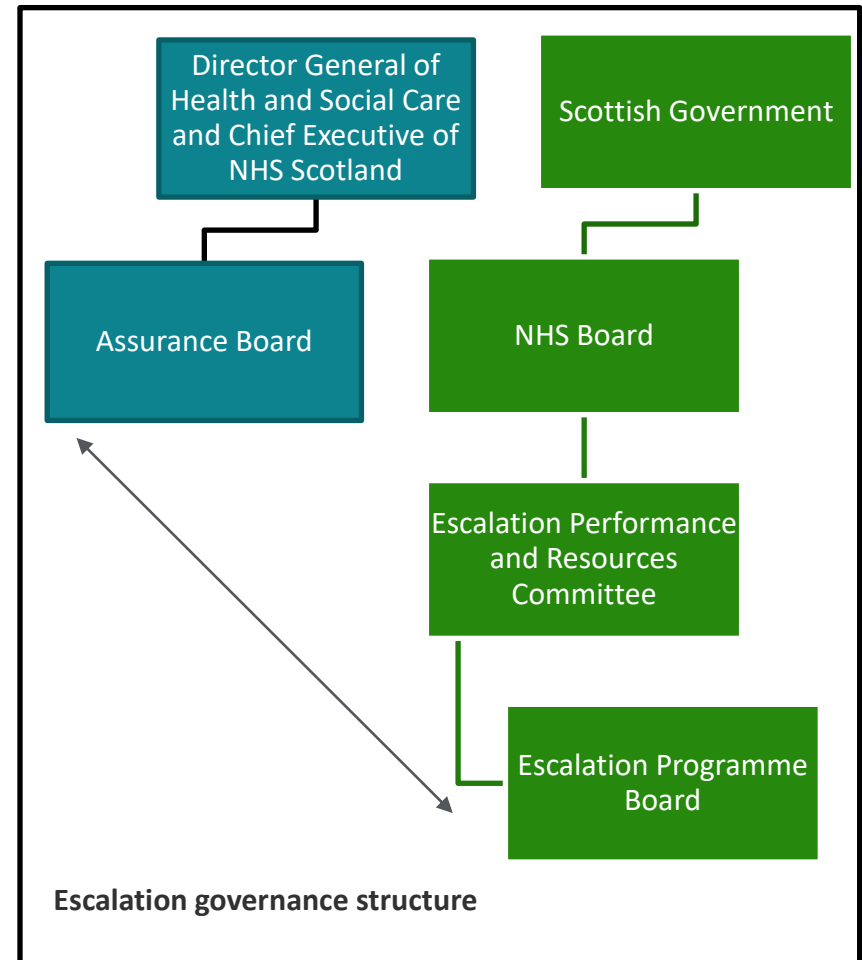 Director General of
Health and Social Care
and Chief Executive of
NHS Scotland
Scottish Government
Assurance Board
NHS Board
Escalation Performance
and Resources
Committee
Escalation Programme
Board
Escalation governance structure